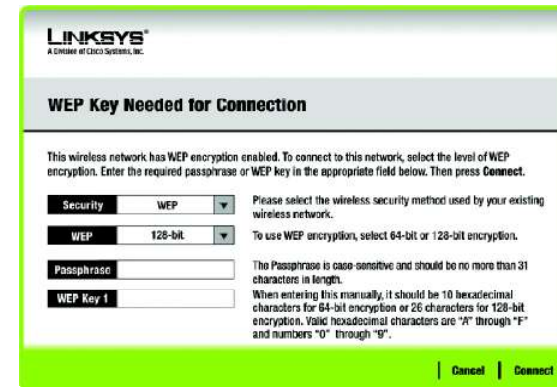 LINKSYS®
A Division of Cisco Systems, Inc.
WEP Key Needed for Connection
This wireless network has WEP encryption enabled. To connect to this network, select the level of WEP
encryption. Enter the required passphrase or WEP key in the appropriate field below. Then press Connect.
Security WEP Please select the wireless security method used by your existing
wireless network.
WEP 128-bit To use WEP encryption, select 64-bit or 128-bit encryption.
Passphrase The Passphrase is case-sensitive and should be no more than 31
characters in length.
WEP Key 1 When entering this manually, it should be 10 hexadecimal
characters for 64-bit encryption or 26 characters for 128-bit
encryption. Valid hexadecimal characters are "A" through "F"
and numbers "0" through "9".
Cancel Connect